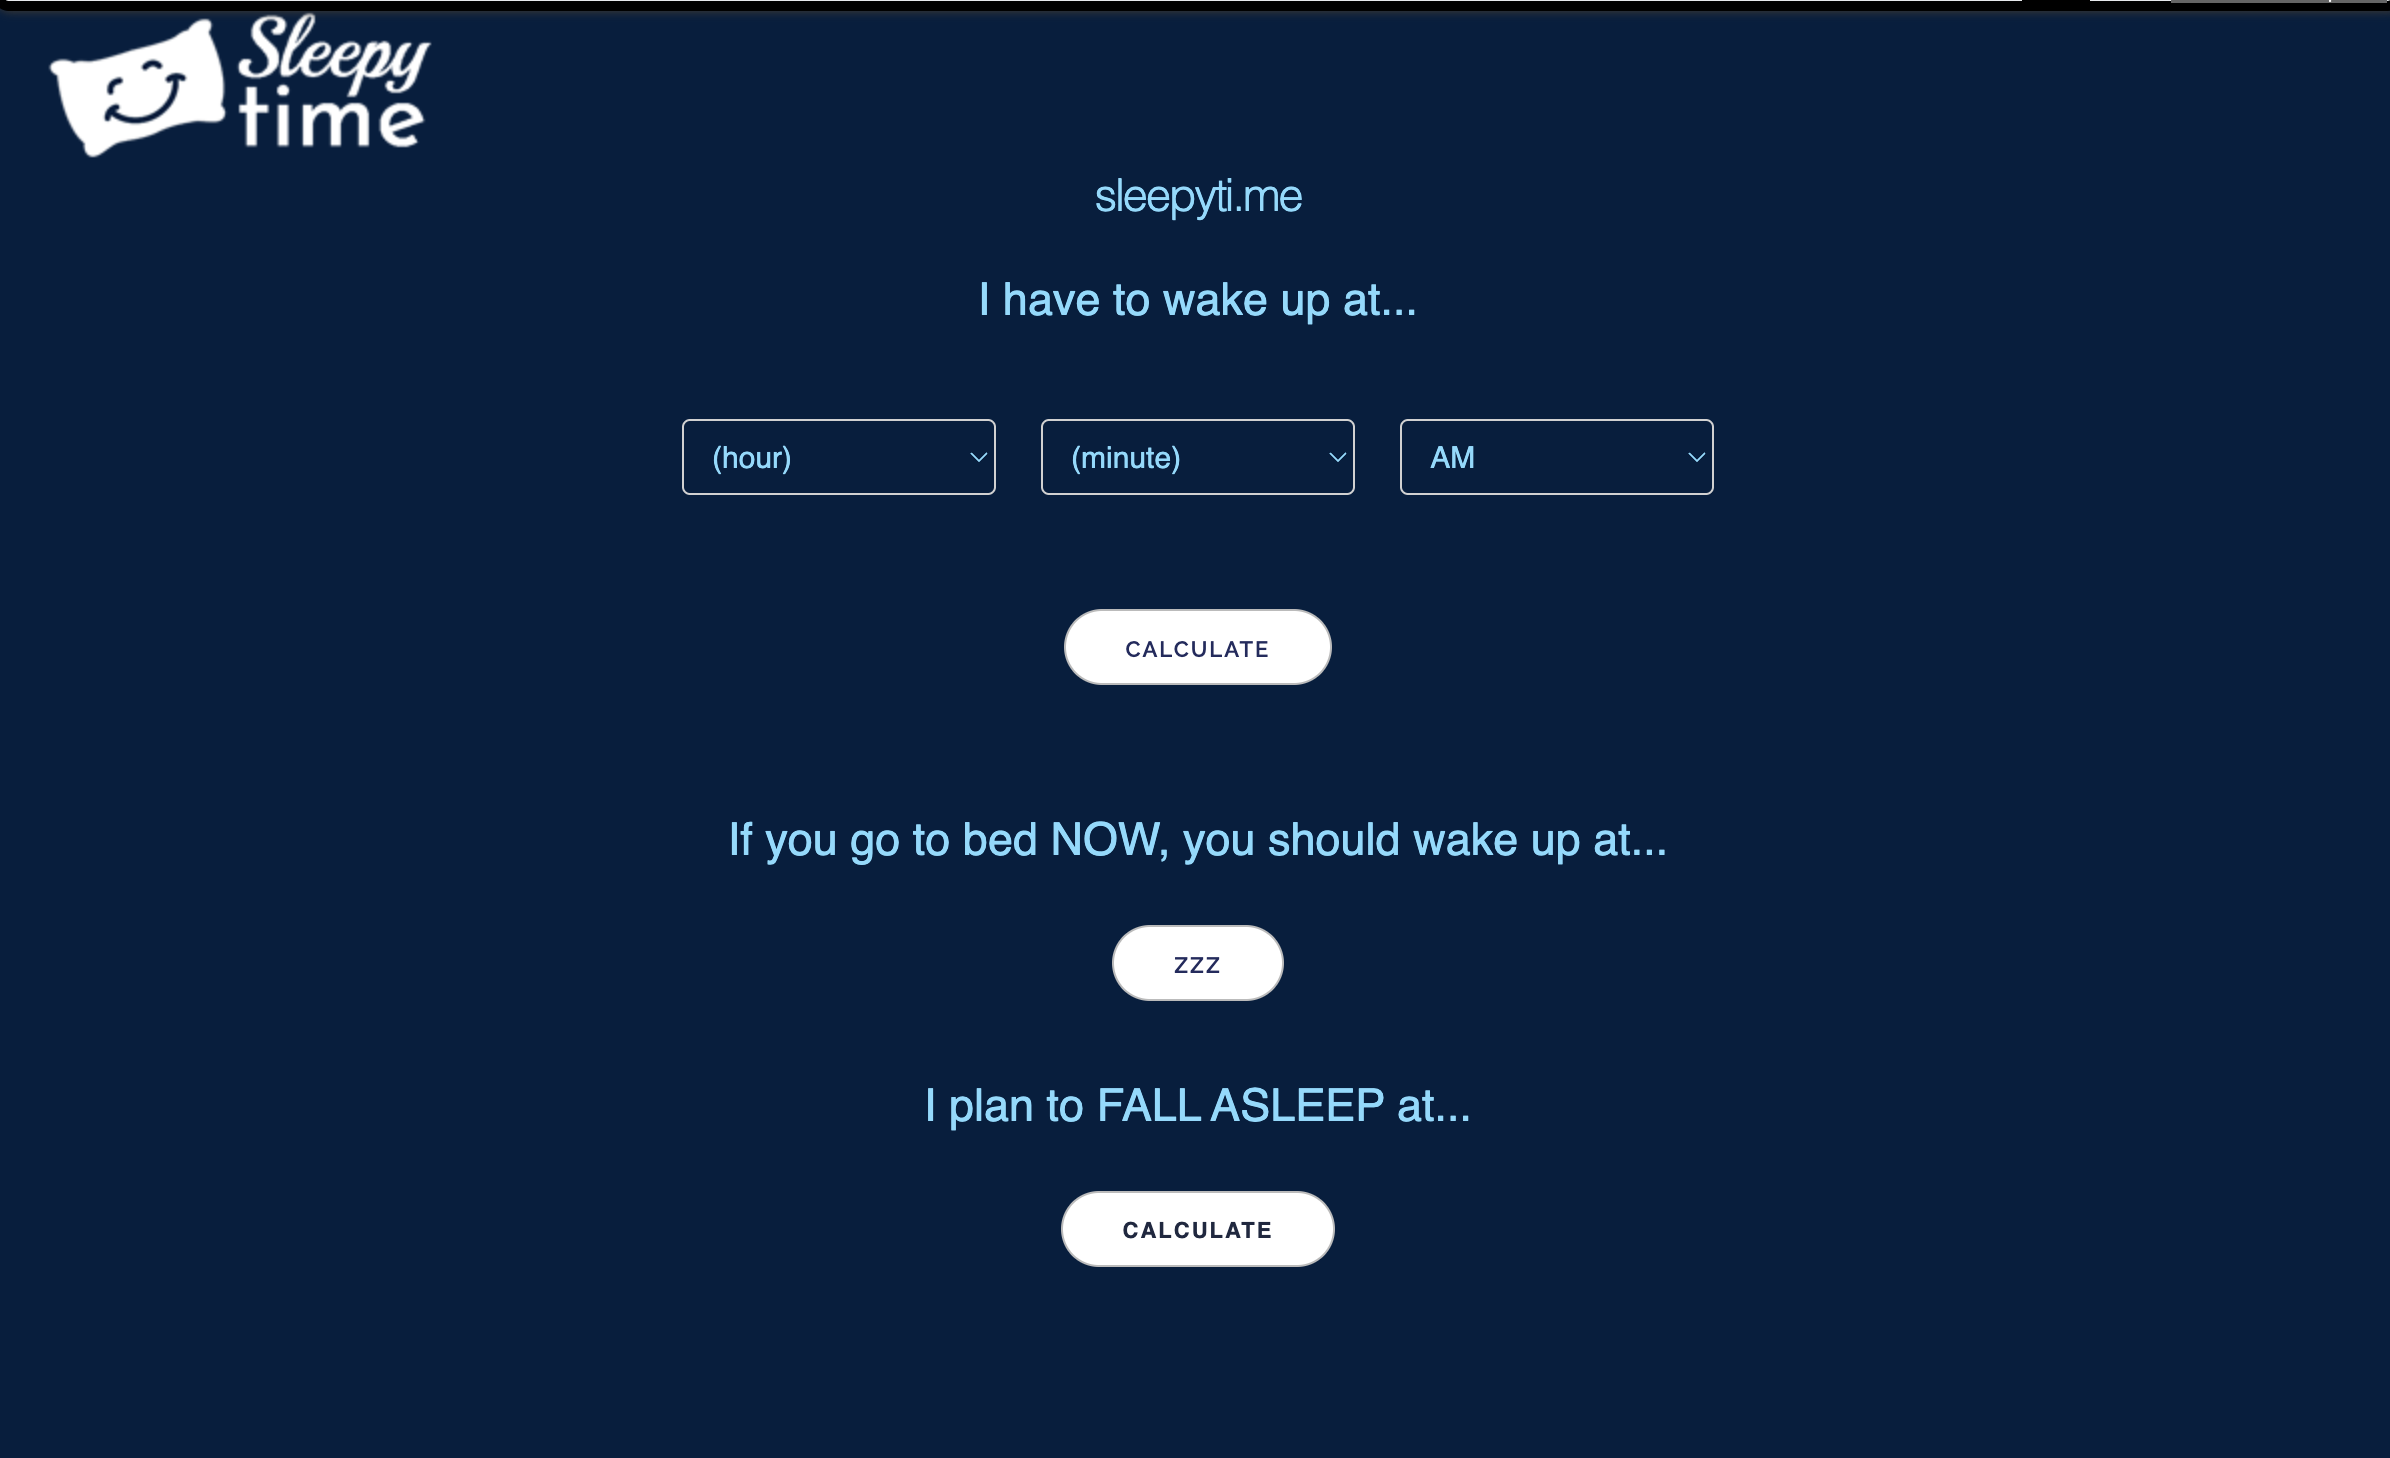 Sleepy
time
sleepyti.me
I have to wake up at...
(hour) (minute) AM
CALCULATE
If you go to bed NOW, you should wake up at...
ZZZ
I plan to FALL ASLEEP at...
CALCULATE